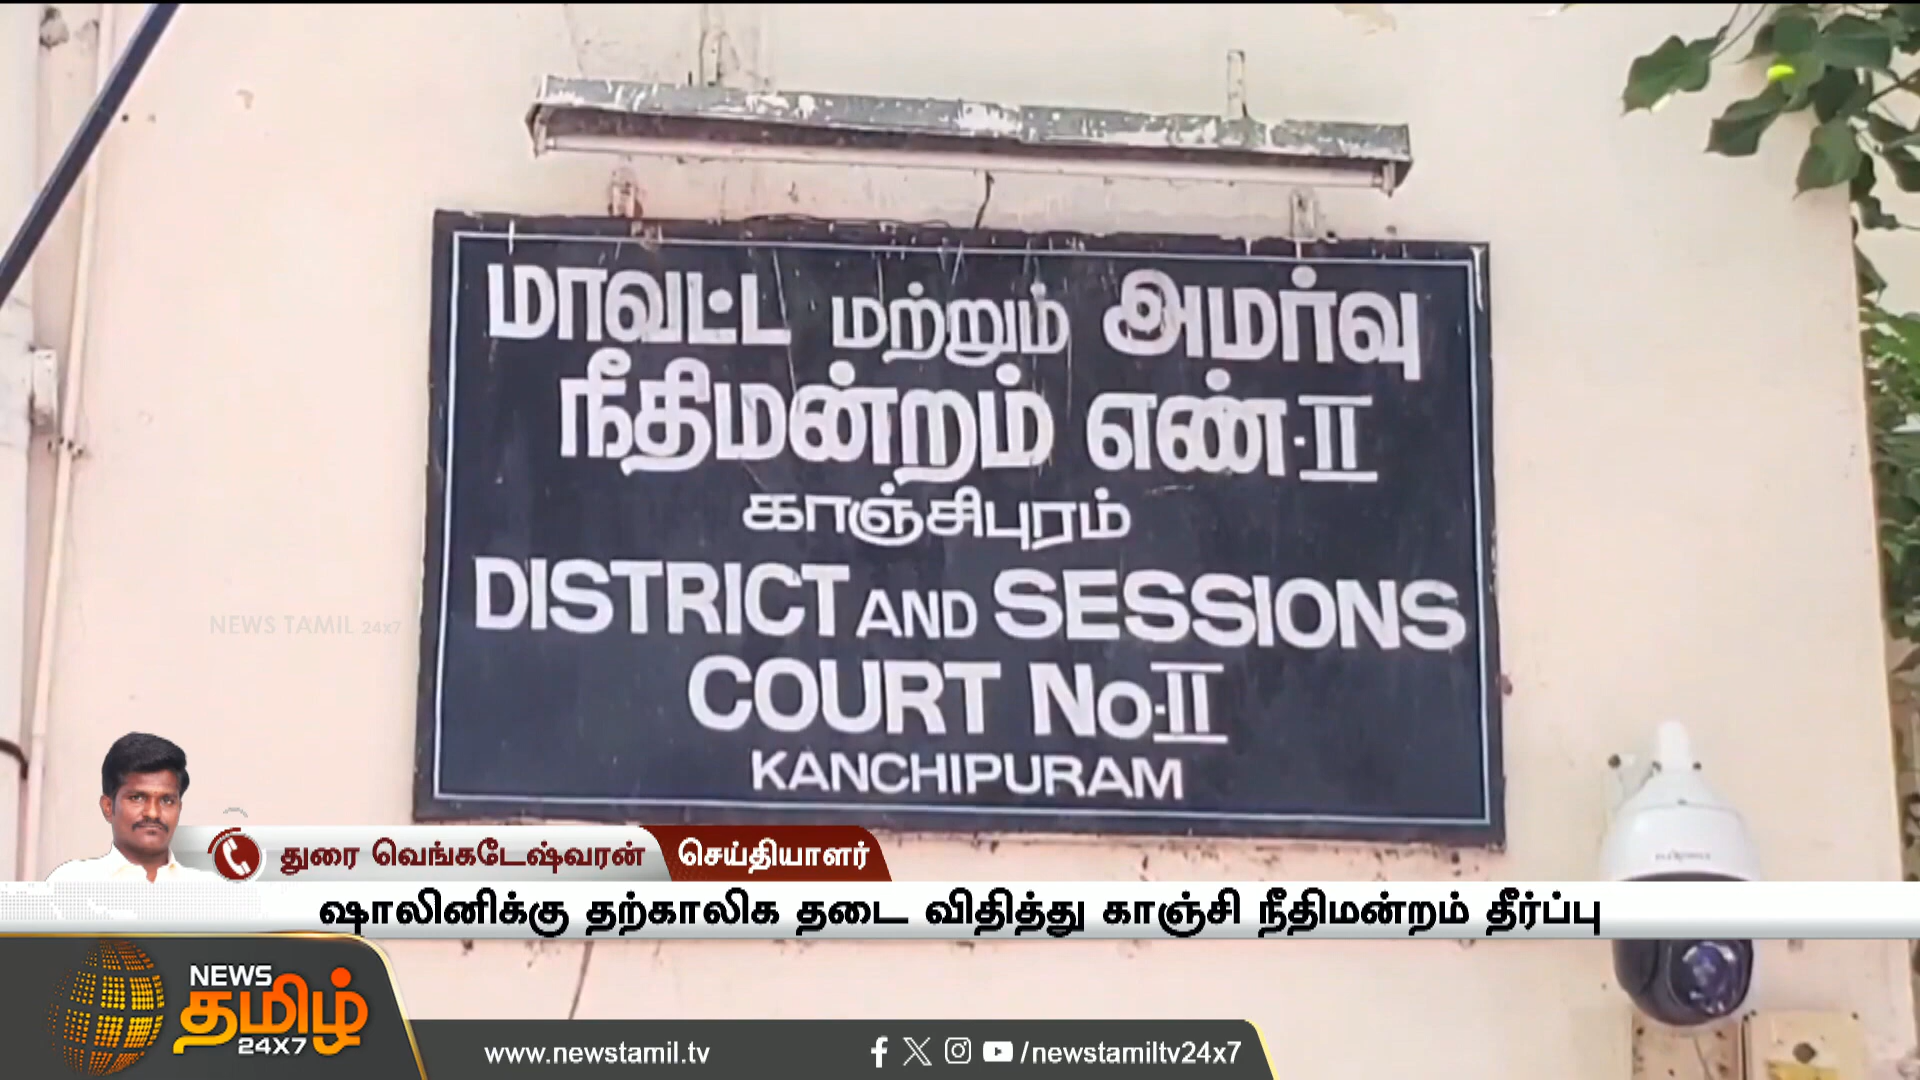 மாவட்ட மற்றும் அமர்வு
நீதிமன்றம் எண்-II
காஞ்சிபுரம்
DISTRICT AND SESSIONS
COURT No-II
KANCHIPURAM
NEWS TAMIL 24x7
துரை வெங்கடேஷ்வரன் செய்தியாளர்
ஷாலினிக்கு தற்காலிக தடை விதித்து காஞ்சி நீதிமன்றம் தீர்ப்பு
NEWS
தமிழ்
24X7
www.newstamil.tv
/newstamiltv24x7